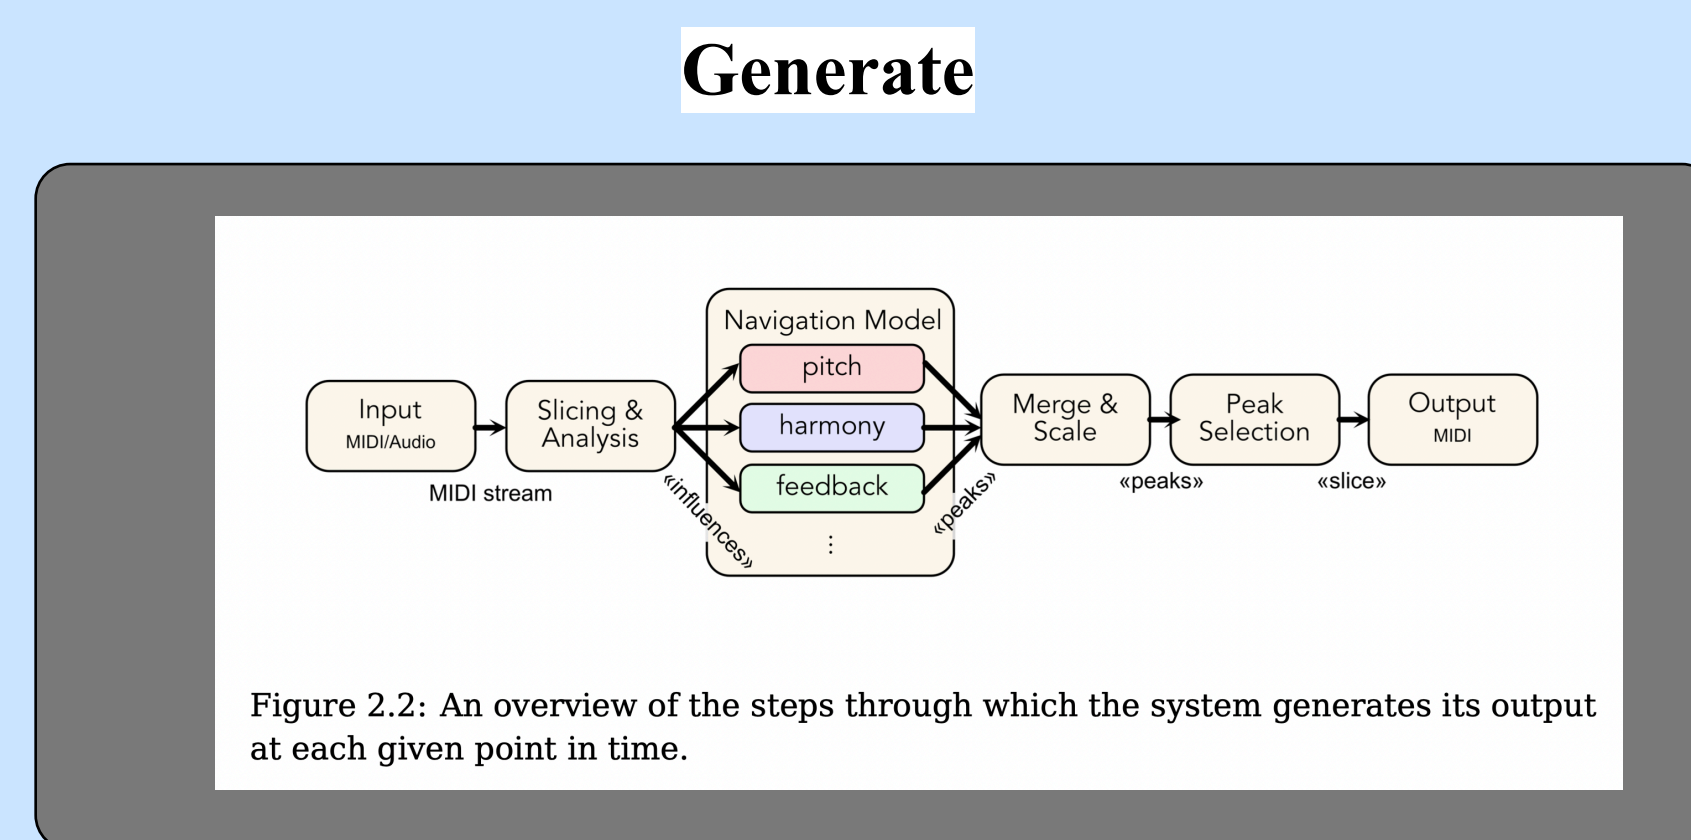 Generate
Navigation Model
pitch
harmony
feedback
⋮
Input
MIDI/Audio
Slicing &
Analysis
Merge &
Scale
Peak
Selection
Output
MIDI
MIDI stream
«influences»
«peaks»
«peaks»
«slice»
Figure 2.2: An overview of the steps through which the system generates its output
at each given point in time.